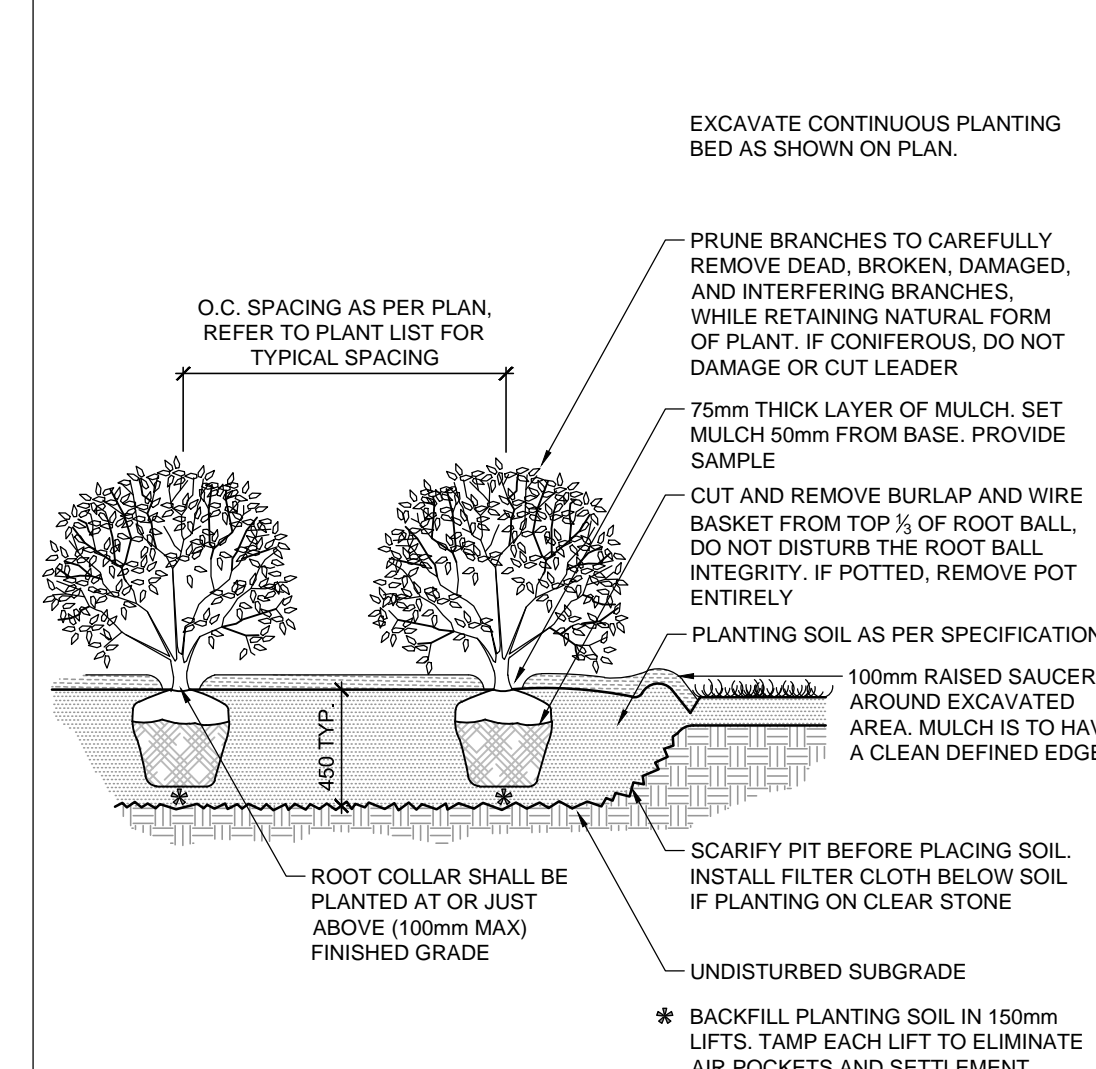 EXCAVATE CONTINUOUS PLANTING
BED AS SHOWN ON PLAN.
O.C. SPACING AS PER PLAN,
REFER TO PLANT LIST FOR
TYPICAL SPACING
PRUNE BRANCHES TO CAREFULLY
REMOVE DEAD, BROKEN, DAMAGED,
AND INTERFERING BRANCHES,
WHILE RETAINING NATURAL FORM
OF PLANT. IF CONIFEROUS, DO NOT
DAMAGE OR CUT LEADER
75mm THICK LAYER OF MULCH. SET
MULCH 50mm FROM BASE. PROVIDE
SAMPLE
CUT AND REMOVE BURLAP AND WIRE
BASKET FROM TOP ⅓ OF ROOT BALL,
DO NOT DISTURB THE ROOT BALL
INTEGRITY. IF POTTED, REMOVE POT
ENTIRELY
PLANTING SOIL AS PER SPECIFICATION
100mm RAISED SAUCER
AROUND EXCAVATED
AREA. MULCH IS TO HAV
A CLEAN DEFINED EDGE
450 TYP.
SCARIFY PIT BEFORE PLACING SOIL.
INSTALL FILTER CLOTH BELOW SOIL
IF PLANTING ON CLEAR STONE
ROOT COLLAR SHALL BE
PLANTED AT OR JUST
ABOVE (100mm MAX)
FINISHED GRADE
UNDISTURBED SUBGRADE
* BACKFILL PLANTING SOIL IN 150mm
LIFTS. TAMP EACH LIFT TO ELIMINATE
AIR POCKETS AND SETTLEMENT